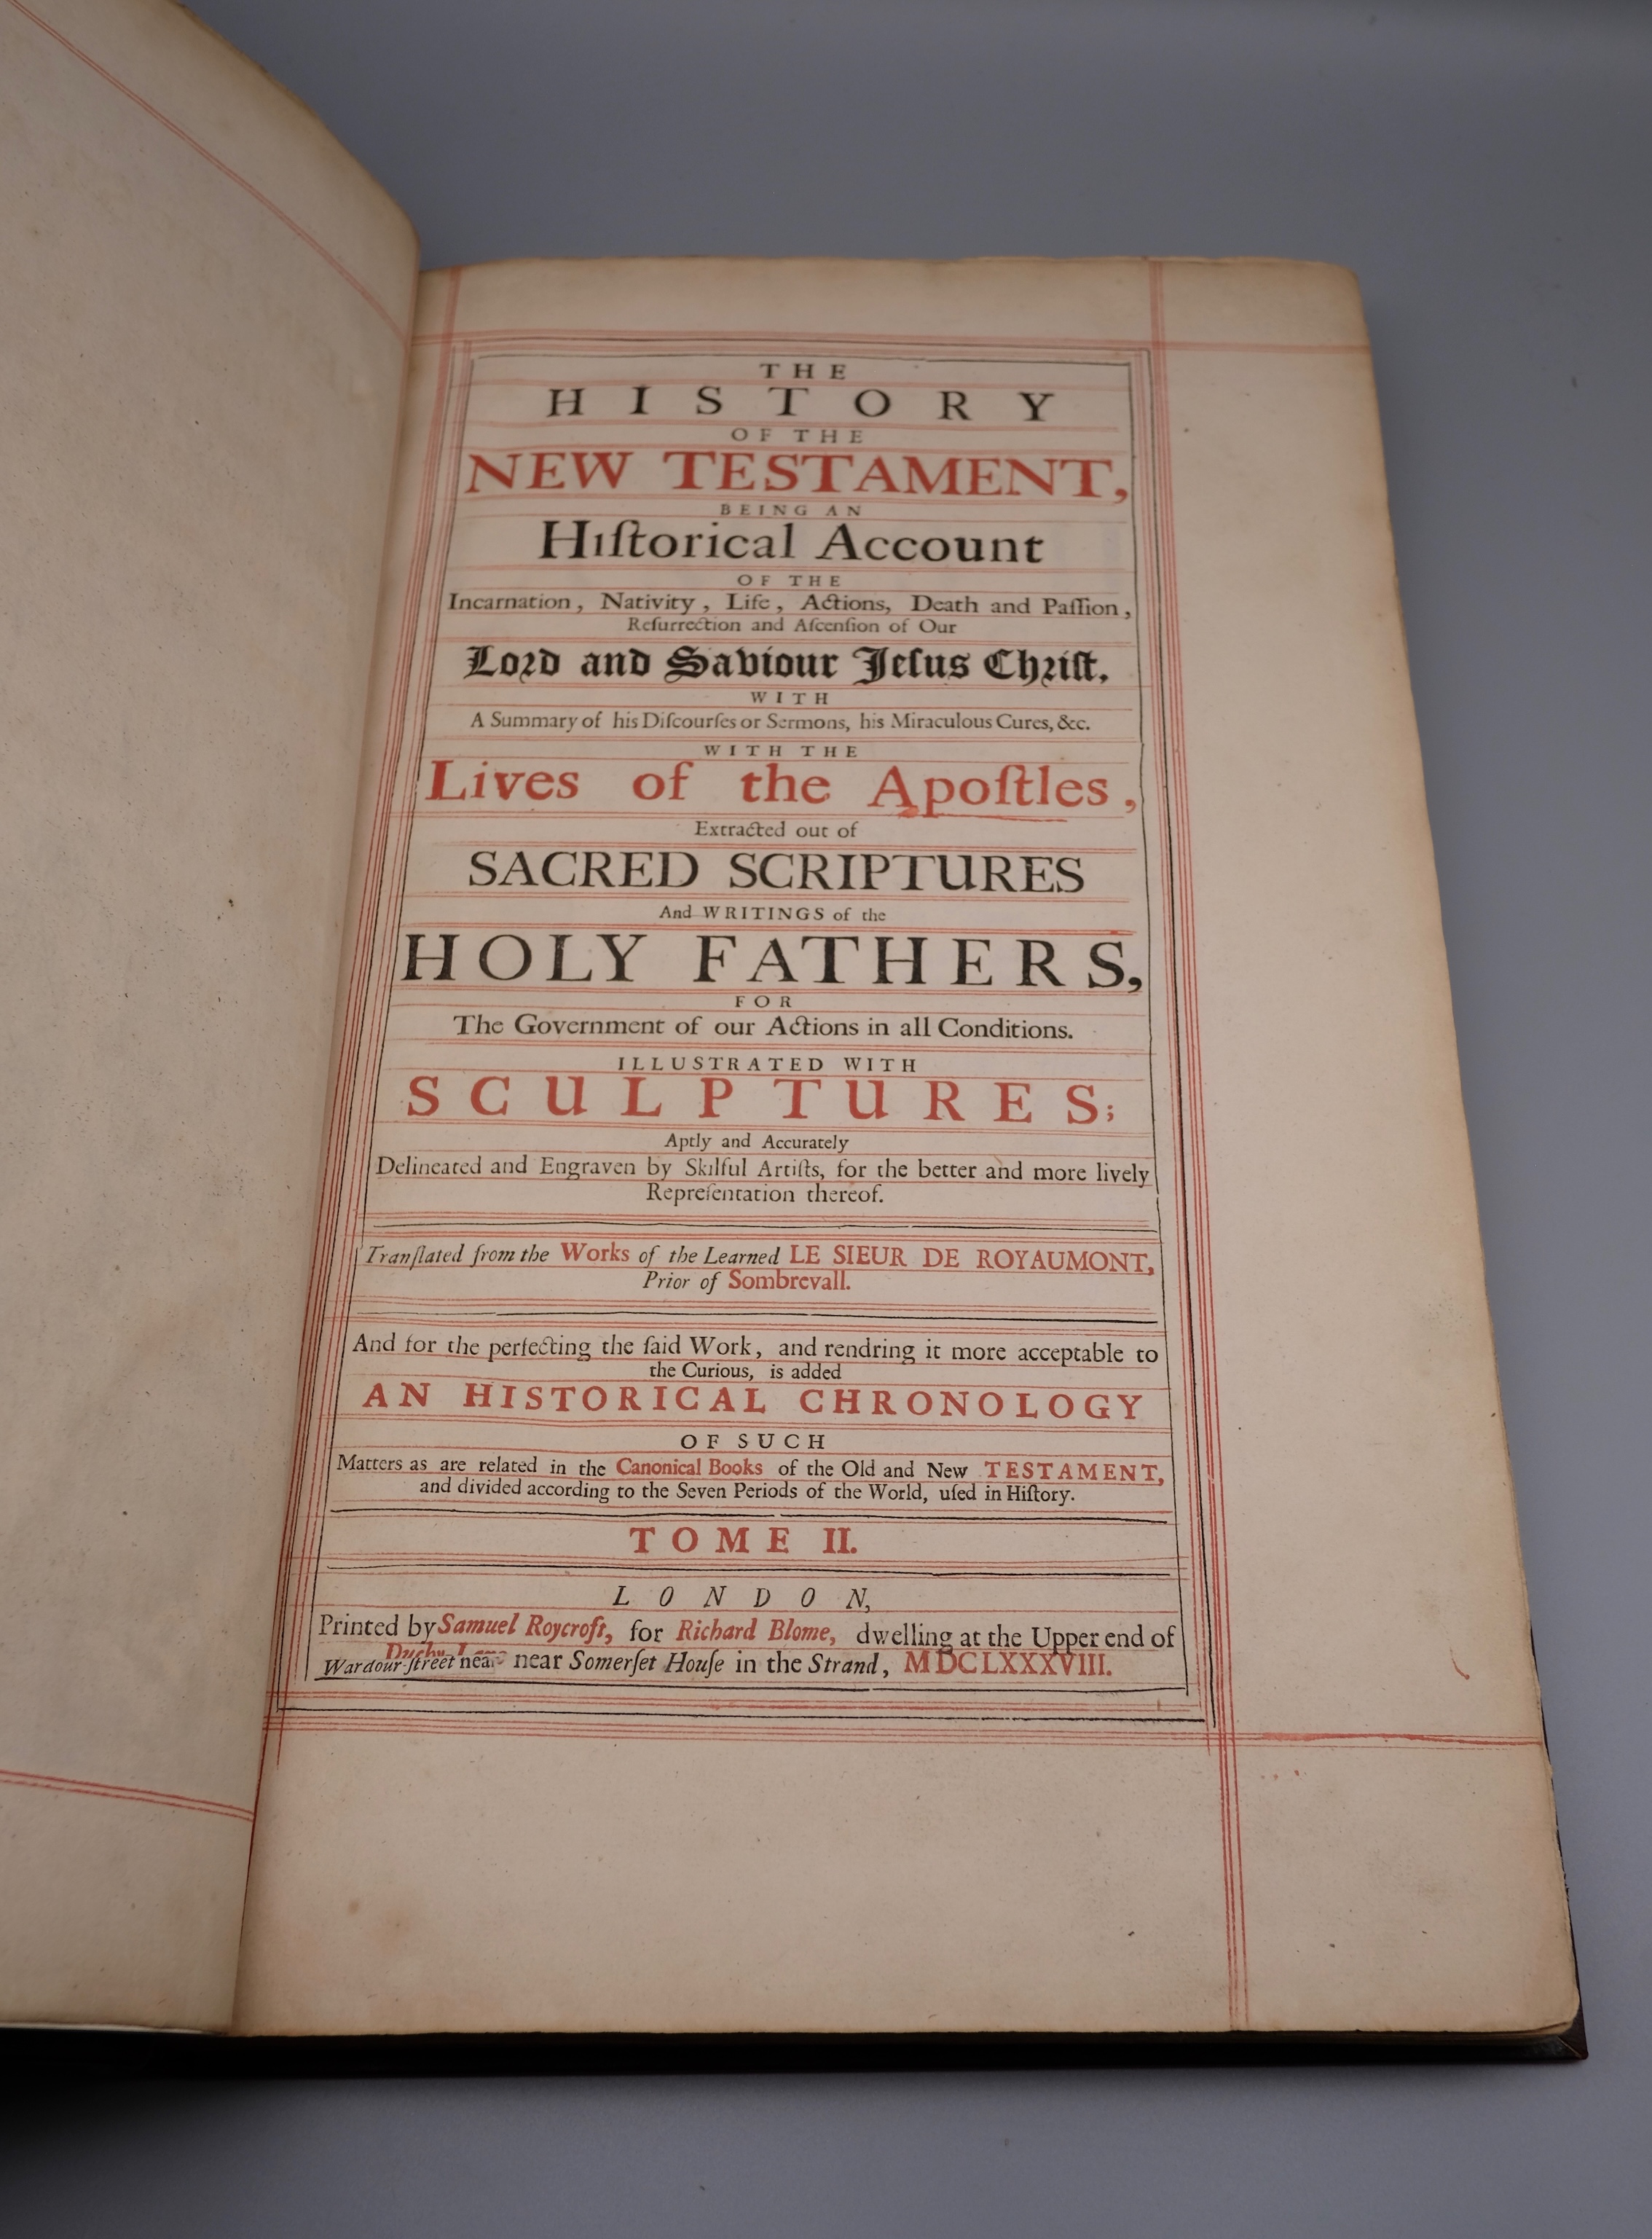 THE
HISTORY
OF THE
NEW TESTAMENT,
BEING AN
Hiſtorical Account
OF THE
Incarnation, Nativity, Life, Actions, Death and Paſſion,
Reſurrection and Aſcenſion of Our
Lord and Saviour Jeſus Chriſt,
WITH
A Summary of his Diſcourſes or Sermons, his Miraculous Cures, &c.
WITH THE
Lives of the Apoſtles,
Extracted out of
SACRED SCRIPTURES
And WRITINGS of the
HOLY FATHERS,
FOR
The Government of our Actions in all Conditions.
ILLUSTRATED WITH
SCULPTURES;
Aptly and Accurately
Delineated and Engraven by Skilful Artiſts, for the better and more lively
Repreſentation thereof.
Tranſlated from the Works of the Learned LE SIEUR DE ROYAUMONT,
Prior of Sombrevall.
And for the perfecting the ſaid Work, and rendring it more acceptable to
the Curious, is added
AN HISTORICAL CHRONOLOGY
OF SUCH
Matters as are related in the Canonical Books of the Old and New TESTAMENT,
and divided according to the Seven Periods of the World, uſed in Hiſtory.
TOME II.
LONDON,
Printed by Samuel Roycroft, for Richard Blome, dwelling at the Upper end of
Wardour-ſtreet near near Somerſet Houſe in the Strand, MDCLXXXVIII.